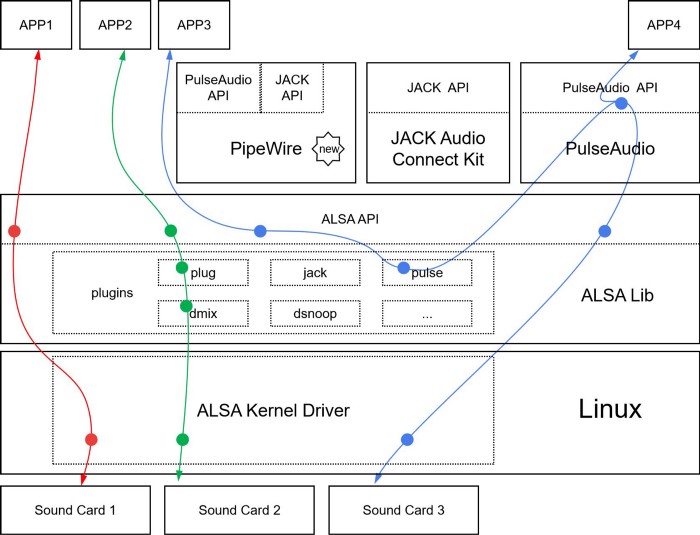 APP1
APP2
APP3
APP4
PulseAudio
API
JACK
API
PipeWire
new
JACK API
JACK Audio
Connect Kit
PulseAudio API
PulseAudio
ALSA API
plugins
plug
jack
pulse
dmix
dsnoop
...
ALSA Lib
ALSA Kernel Driver
Linux
Sound Card 1
Sound Card 2
Sound Card 3